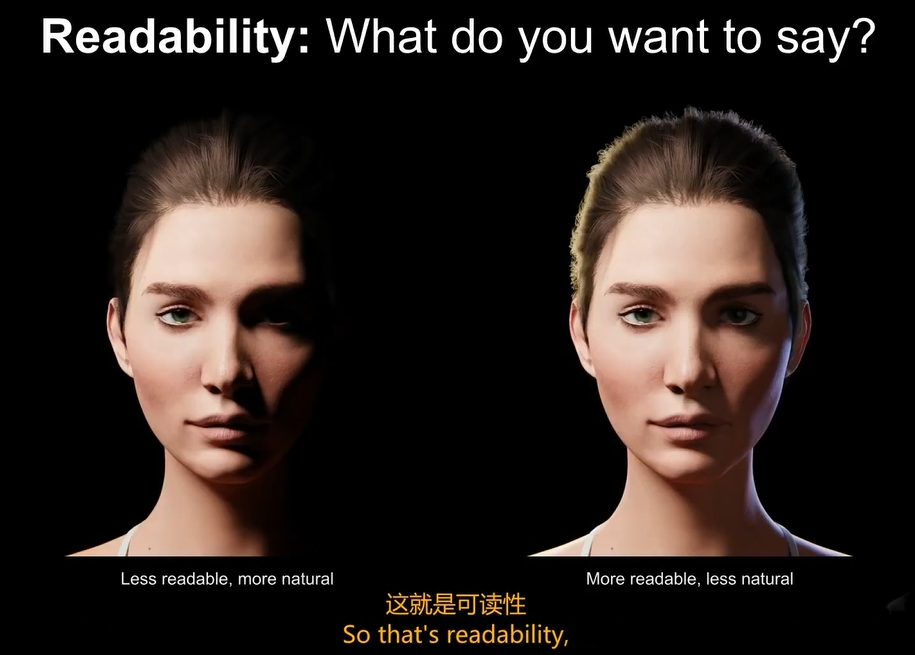 Readability: What do you want to say?
Less readable, more natural
More readable, less natural
这就是可读性
So that's readability,